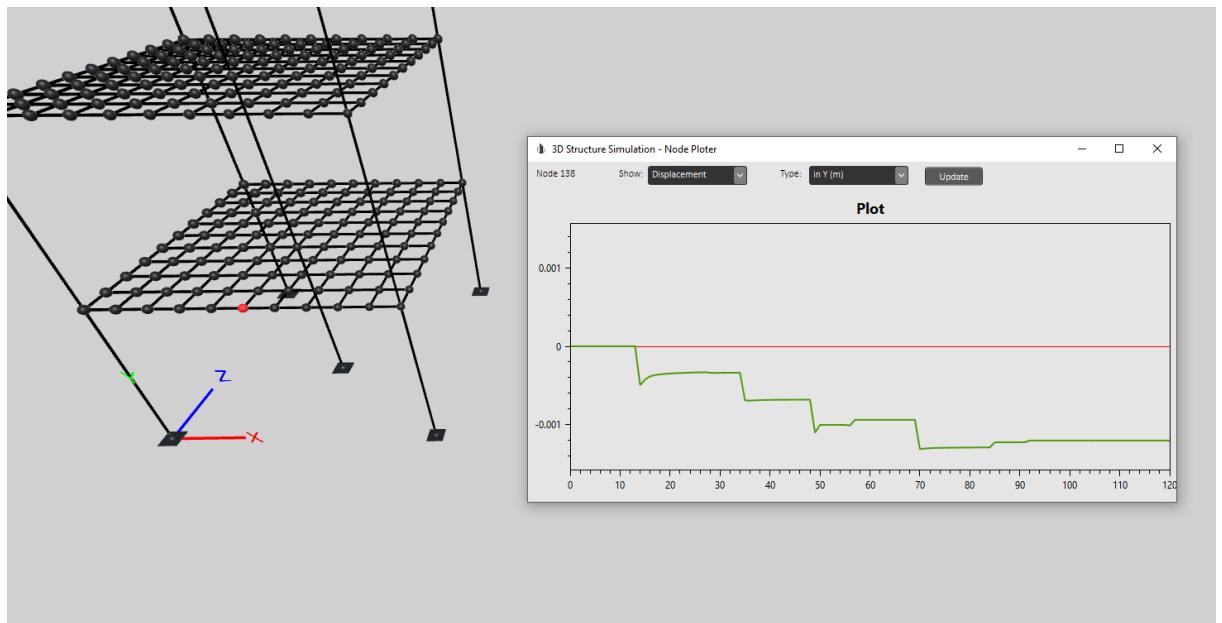 3D Structure Simulation - Node Ploter
Node 138 Show: Displacement Type: in Y (m) Update
Plot
0.001
0
-0.001
0 10 20 30 40 50 60 70 80 90 100 110 120
Z
Y
X